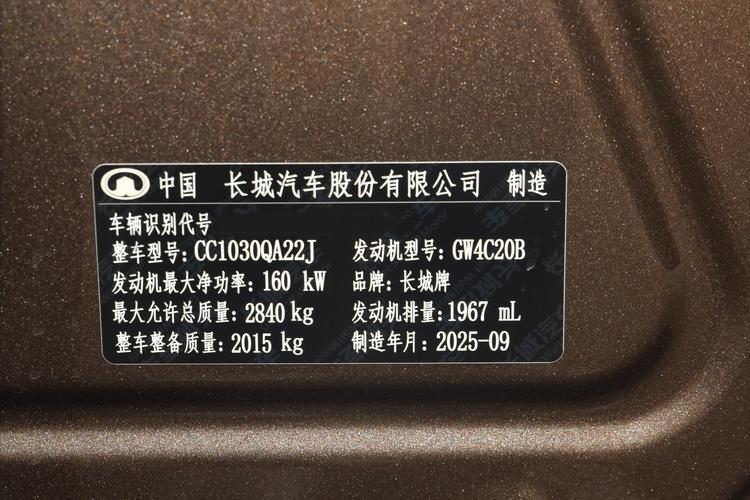 中国 长城汽车股份有限公司 制造
车辆识别代号
整车型号: CC1030QA22J 发动机型号: GW4C20B
发动机最大净功率: 160 kW 品牌: 长城牌
最大允许总质量: 2840 kg 发动机排量: 1967 mL
整车整备质量: 2015 kg 制造年月: 2025-09